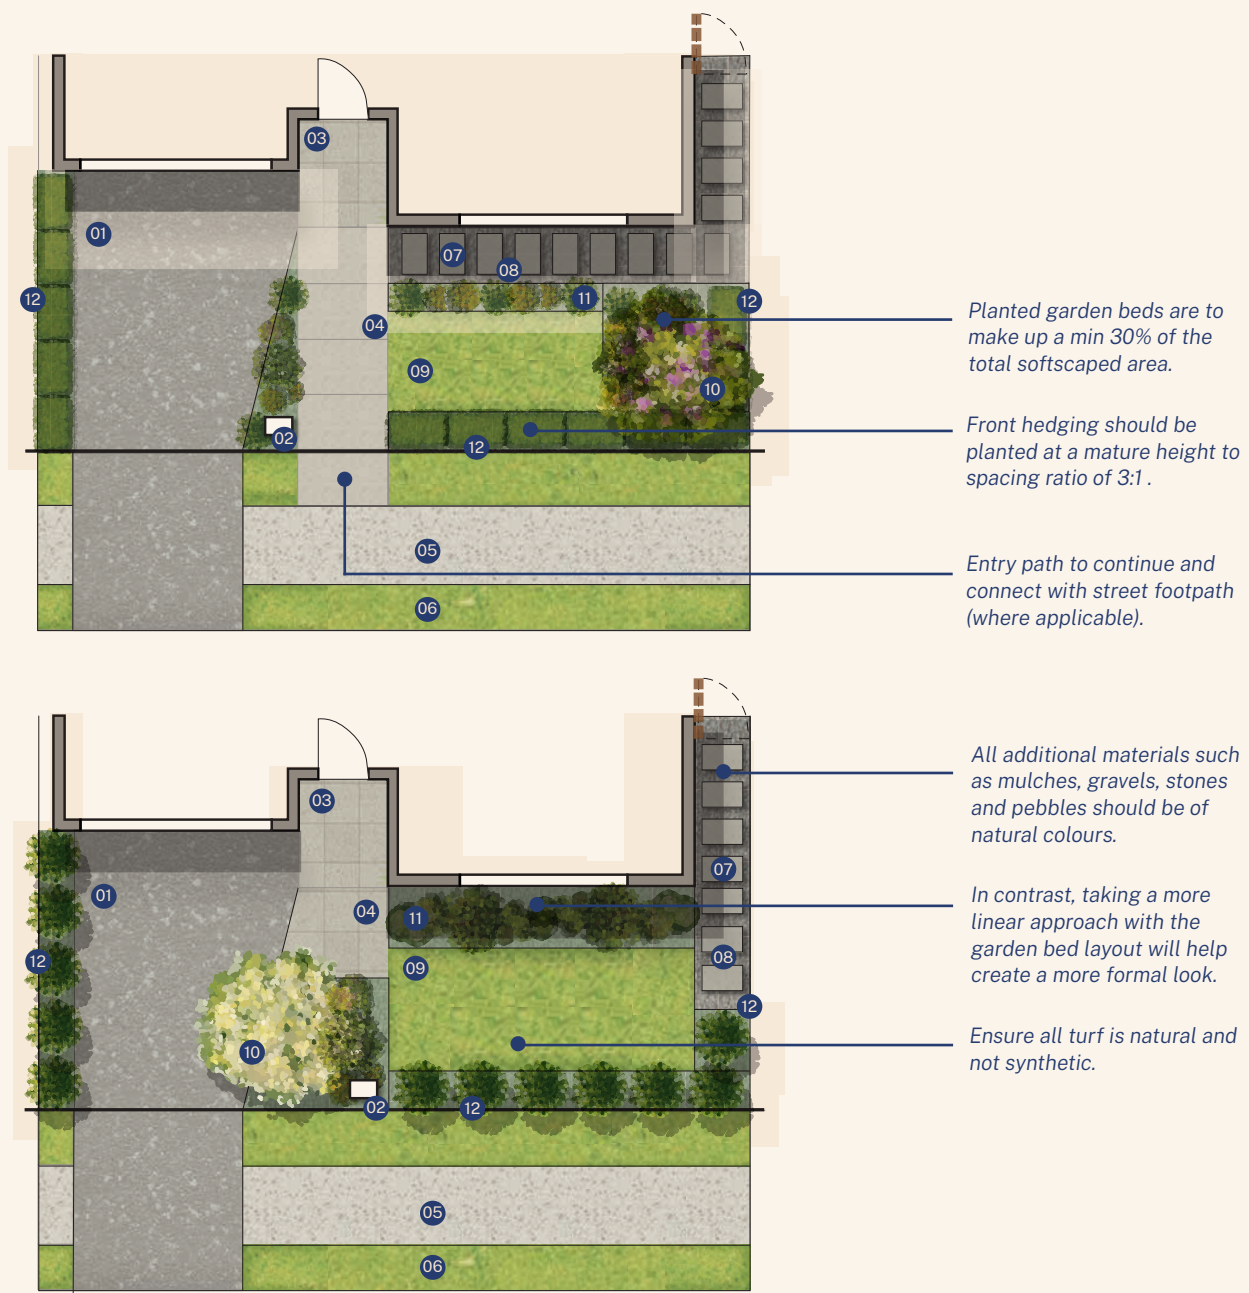 03
01
07
08
12
11
12
04
09
10
02
12
05
06
Planted garden beds are to
make up a min 30% of the
total softscaped area.
Front hedging should be
planted at a mature height to
spacing ratio of 3:1 .
Entry path to continue and
connect with street footpath
(where applicable).
03
01
04
11
07
12
09
08
12
10
02
12
05
06
All additional materials such
as mulches, gravels, stones
and pebbles should be of
natural colours.
In contrast, taking a more
linear approach with the
garden bed layout will help
create a more formal look.
Ensure all turf is natural and
not synthetic.